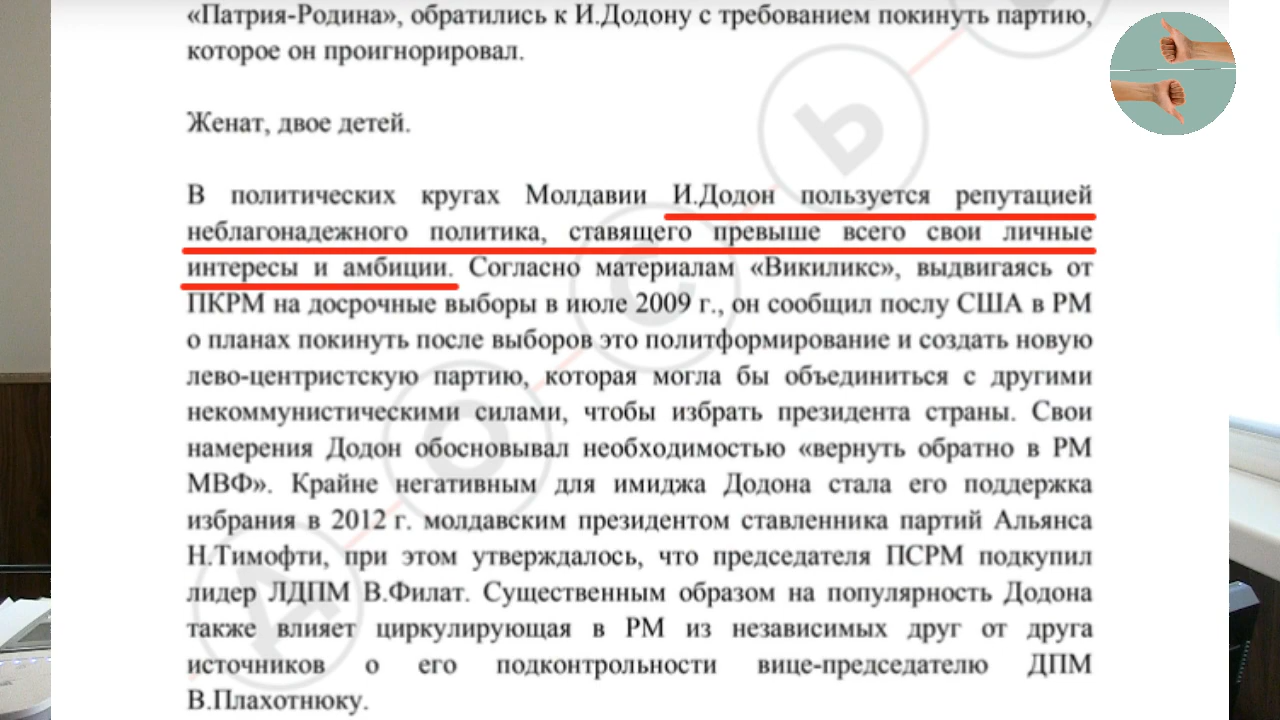 «Патрия-Родина», обратились к И.Додону с требованием покинуть партию,
которое он проигнорировал.
Женат, двое детей.
В политических кругах Молдавии И.Додон пользуется репутацией
неблагонадежного политика, ставящего превыше всего свои личные
интересы и амбиции. Согласно материалам «Викиликс», выдвигаясь от
ПКРМ на досрочные выборы в июле 2009 г., он сообщил послу США в РМ
о планах покинуть после выборов это политформирование и создать новую
лево-центристскую партию, которая могла бы объединиться с другими
некоммунистическими силами, чтобы избрать президента страны. Свои
намерения Додон обосновывал необходимостью «вернуть обратно в РМ
МВФ». Крайне негативным для имиджа Додона стала его поддержка
избрания в 2012 г. молдавским президентом ставленника партий Альянса
Н.Тимофти, при этом утверждалось, что председателя ПСРМ подкупил
лидер ЛДПМ В.Филат. Существенным образом на популярность Додона
также влияет циркулирующая в РМ из независимых друг от друга
источников о его подконтрольности вице-председателю ДПМ
В.Плахотнюку.
Д О С Ь